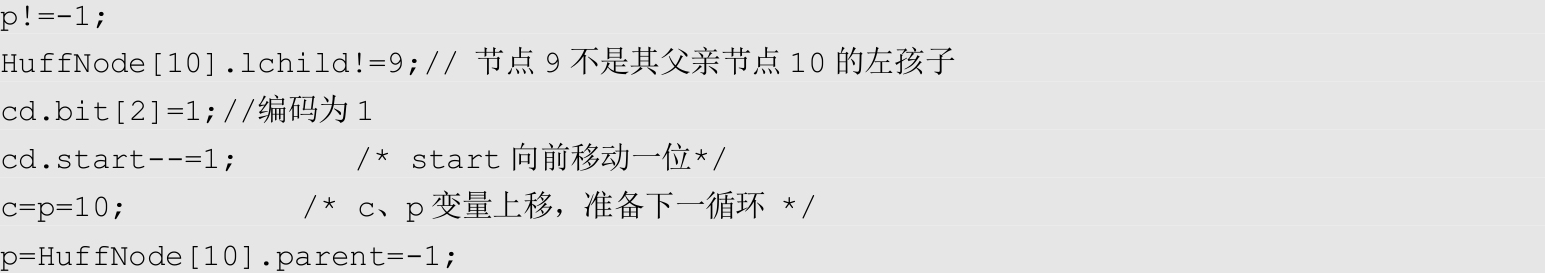 p!=-1;
HuffNode[10].lchild!=9;// 节点 9 不是其父亲节点 10 的左孩子
cd.bit[2]=1;//编码为 1
cd.start--=1; /* start 向前移动一位*/
c=p=10; /* c、p 变量上移，准备下一循环 */
p=HuffNode[10].parent=-1;